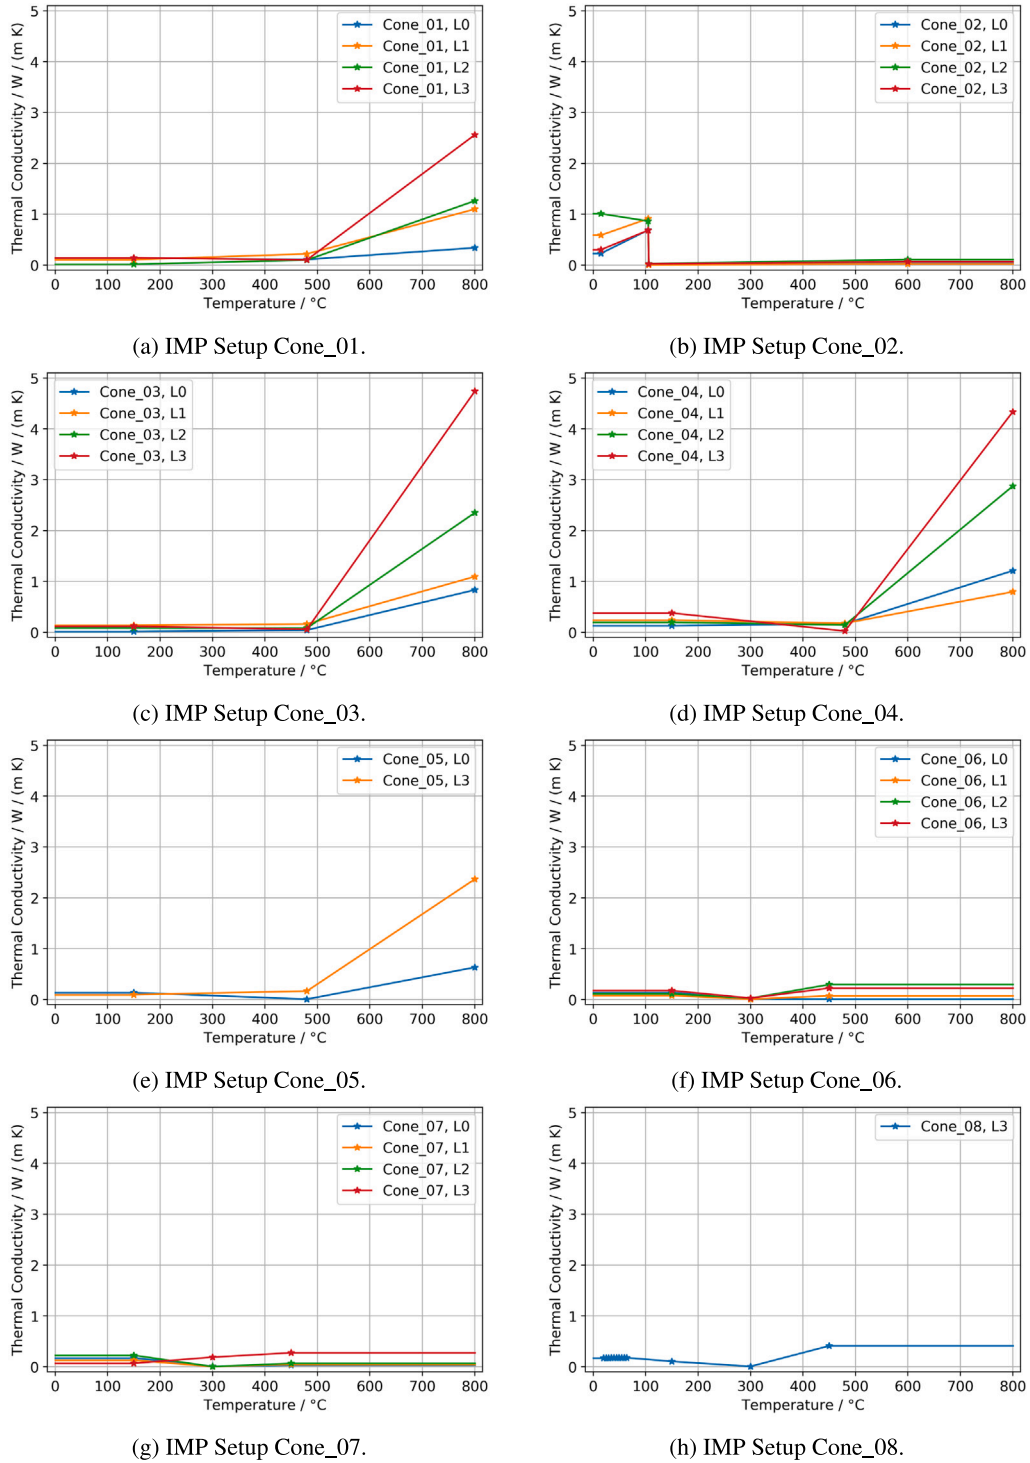 Thermal Conductivity / W / (m K)
5
4
3
2
1
0
Cone_01, L0
Cone_01, L1
Cone_01, L2
Cone_01, L3
0 100 200 300 400 500 600 700 800
Temperature / °C
(a) IMP Setup Cone_01.
Thermal Conductivity / W / (m K)
5
4
3
2
1
0
Cone_02, L0
Cone_02, L1
Cone_02, L2
Cone_02, L3
0 100 200 300 400 500 600 700 800
Temperature / °C
(b) IMP Setup Cone_02.
Thermal Conductivity / W / (m K)
5
4
3
2
1
0
Cone_03, L0
Cone_03, L1
Cone_03, L2
Cone_03, L3
0 100 200 300 400 500 600 700 800
Temperature / °C
(c) IMP Setup Cone_03.
Thermal Conductivity / W / (m K)
5
4
3
2
1
0
Cone_04, L0
Cone_04, L1
Cone_04, L2
Cone_04, L3
0 100 200 300 400 500 600 700 800
Temperature / °C
(d) IMP Setup Cone_04.
Thermal Conductivity / W / (m K)
5
4
3
2
1
0
Cone_05, L0
Cone_05, L3
0 100 200 300 400 500 600 700 800
Temperature / °C
(e) IMP Setup Cone_05.
Thermal Conductivity / W / (m K)
5
4
3
2
1
0
Cone_06, L0
Cone_06, L1
Cone_06, L2
Cone_06, L3
0 100 200 300 400 500 600 700 800
Temperature / °C
(f) IMP Setup Cone_06.
Thermal Conductivity / W / (m K)
5
4
3
2
1
0
Cone_07, L0
Cone_07, L1
Cone_07, L2
Cone_07, L3
0 100 200 300 400 500 600 700 800
Temperature / °C
(g) IMP Setup Cone_07.
Thermal Conductivity / W / (m K)
5
4
3
2
1
0
Cone_08, L3
0 100 200 300 400 500 600 700 800
Temperature / °C
(h) IMP Setup Cone_08.